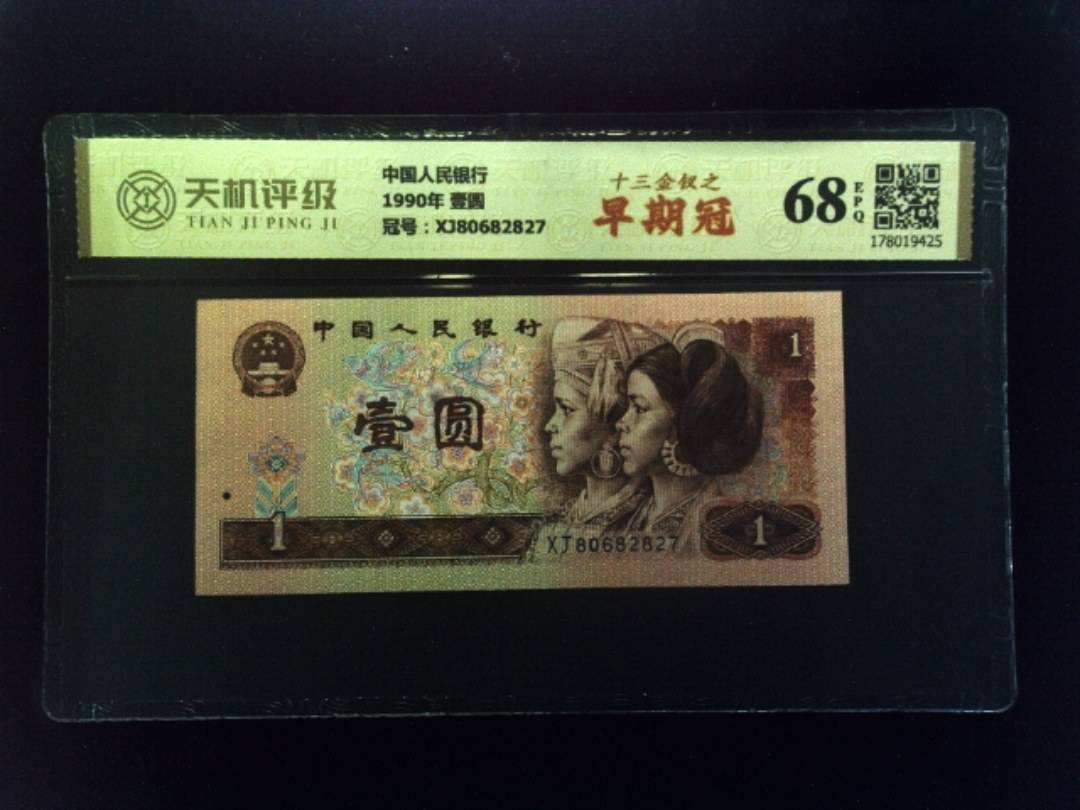 天机评级
TIAN JI PING JI
中国人民银行
1990年 壹圆
冠号：XJ80682827
十三金钗之
早期冠
68
EPQ
178019425
中国人民银行
1
壹圆
1
XJ80682827
1